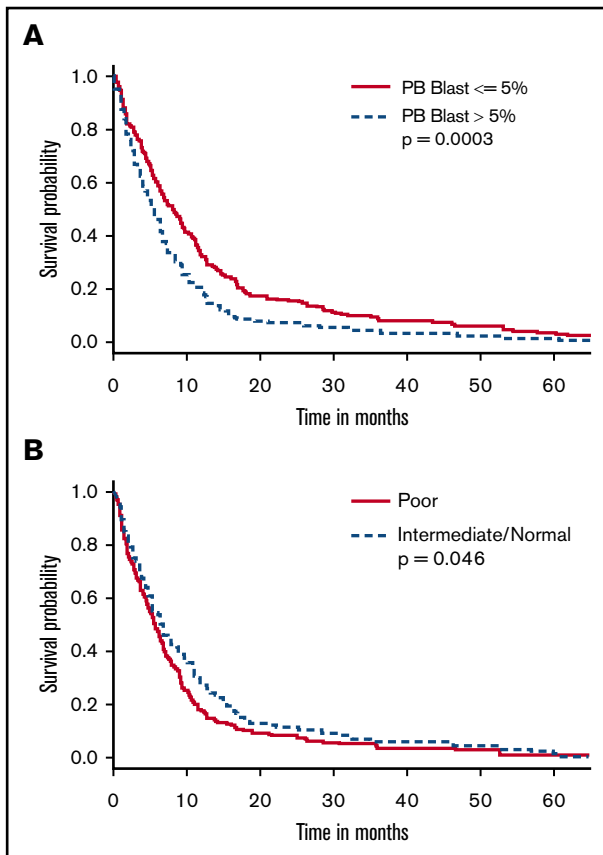 A
1.0
0.8
0.6
0.4
0.2
0.0
Survival probability
PB Blast <= 5%
PB Blast > 5%
p = 0.0003
0 10 20 30 40 50 60
Time in months
B
1.0
0.8
0.6
0.4
0.2
0.0
Survival probability
Poor
Intermediate/Normal
p = 0.046
0 10 20 30 40 50 60
Time in months